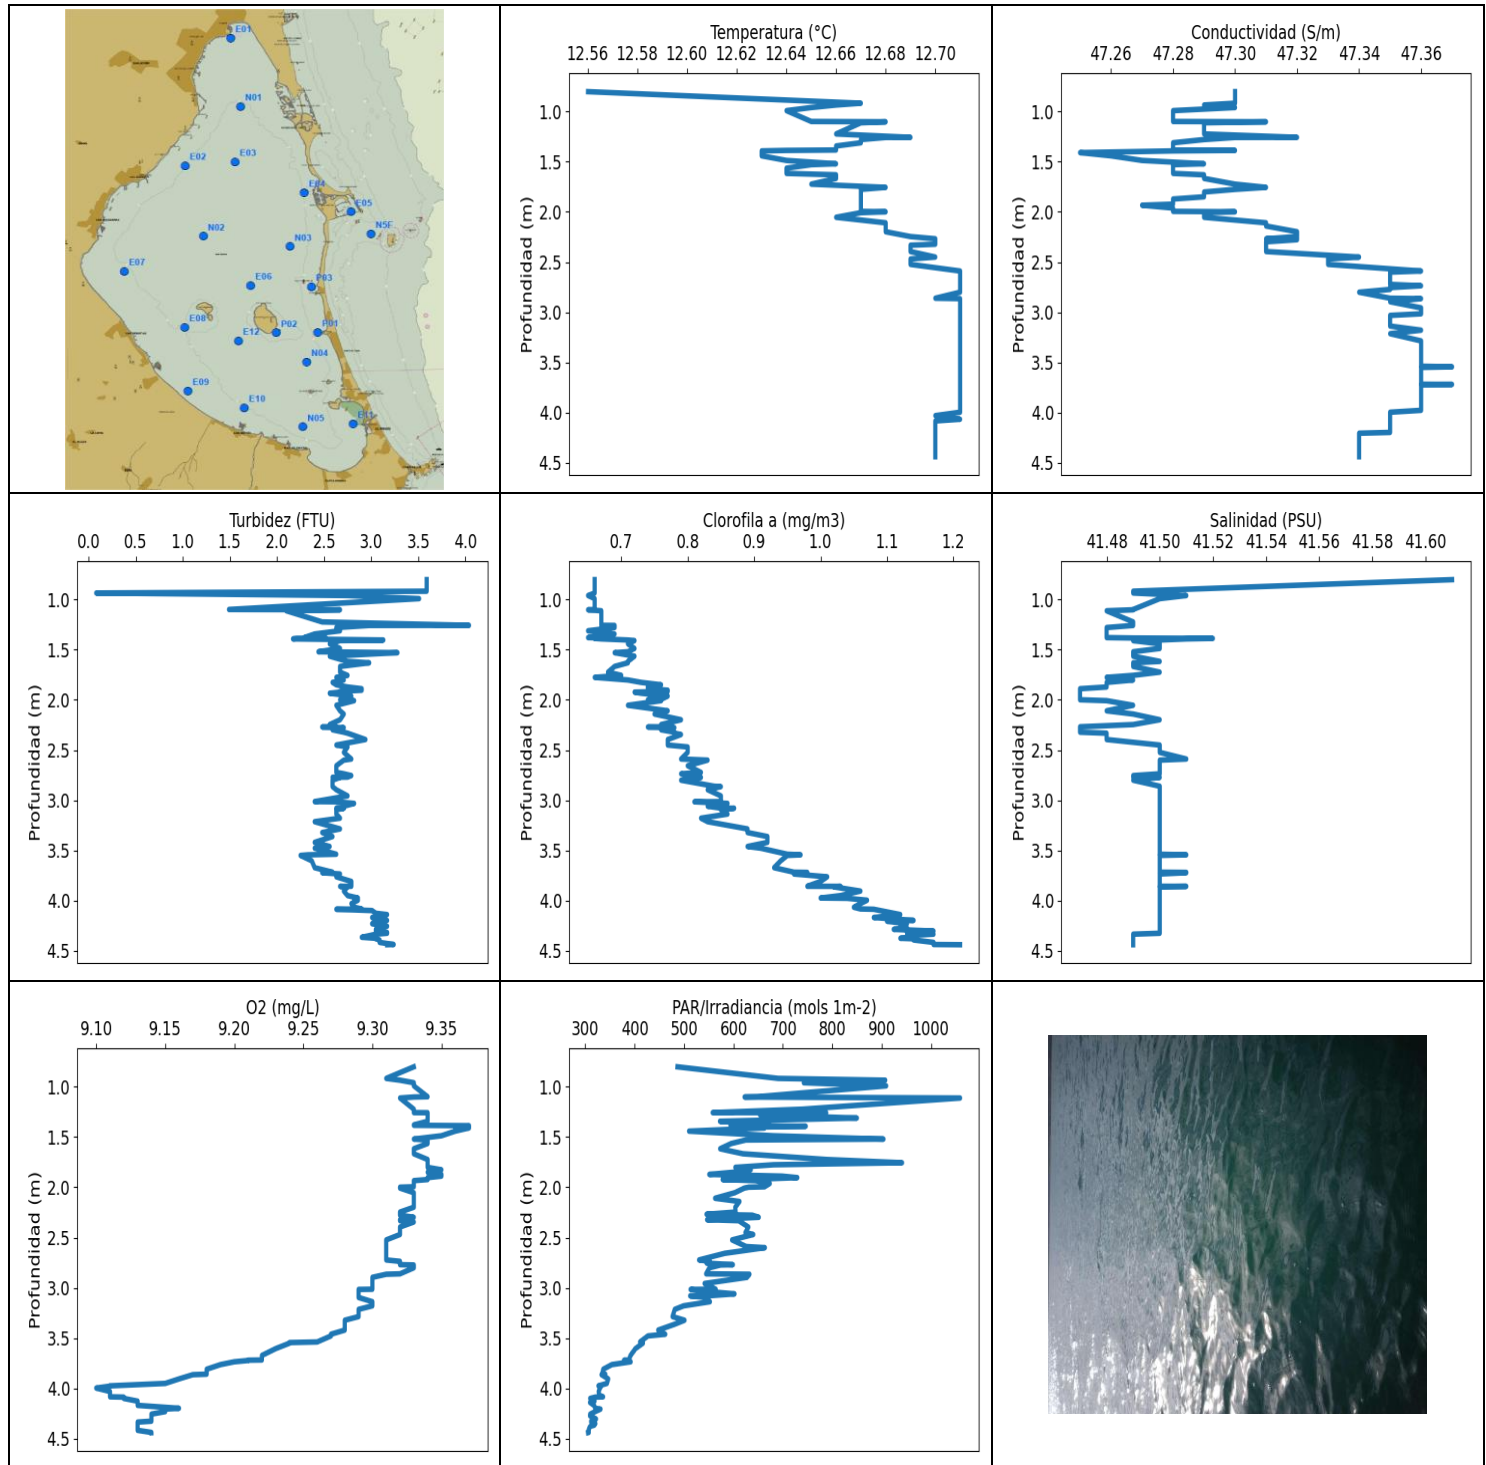 E01
N01
E02
E03
E04
E05
N5E
N02
N03
E07
E06
P03
E08
E12
P02
P01
N04
E09
E10
N05
E11
Temperatura (°C)
12.56 12.58 12.60 12.62 12.64 12.66 12.68 12.70
Profundidad (m)
1.0
1.5
2.0
2.5
3.0
3.5
4.0
4.5
Conductividad (S/m)
47.26 47.28 47.30 47.32 47.34 47.36
Profundidad (m)
1.0
1.5
2.0
2.5
3.0
3.5
4.0
4.5
Turbidez (FTU)
0.0 0.5 1.0 1.5 2.0 2.5 3.0 3.5 4.0
Profundidad (m)
1.0
1.5
2.0
2.5
3.0
3.5
4.0
4.5
Clorofila a (mg/m3)
0.7 0.8 0.9 1.0 1.1 1.2
Profundidad (m)
1.0
1.5
2.0
2.5
3.0
3.5
4.0
4.5
Salinidad (PSU)
41.48 41.50 41.52 41.54 41.56 41.58 41.60
Profundidad (m)
1.0
1.5
2.0
2.5
3.0
3.5
4.0
4.5
O2 (mg/L)
9.10 9.15 9.20 9.25 9.30 9.35
Profundidad (m)
1.0
1.5
2.0
2.5
3.0
3.5
4.0
4.5
PAR/Irradiancia (mols 1m-2)
300 400 500 600 700 800 900 1000
Profundidad (m)
1.0
1.5
2.0
2.5
3.0
3.5
4.0
4.5